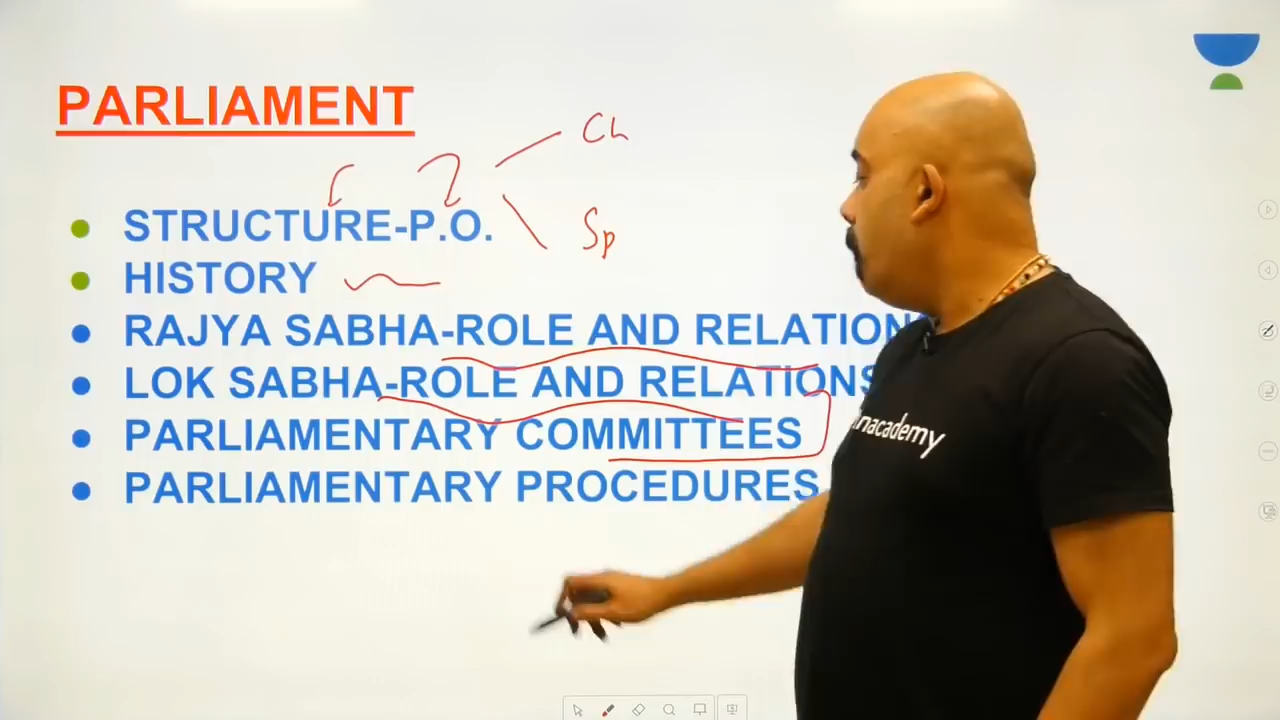 PARLIAMENT
Ch
STRUCTURE-P.O.
Sp
HISTORY
RAJYA SABHA-ROLE AND RELATION
LOK SABHA-ROLE AND RELATIONS
PARLIAMENTARY COMMITTEES
PARLIAMENTARY PROCEDURES
unacademy